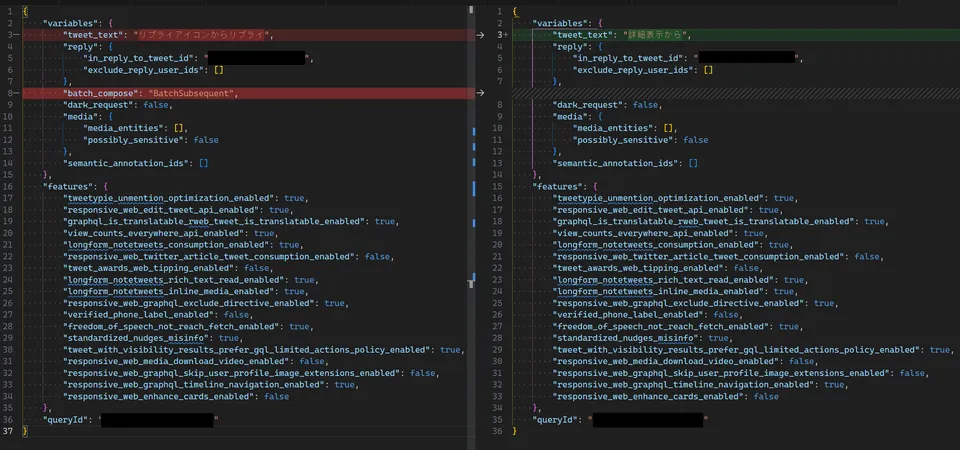 1 {
2 "variables": {
3 "tweet_text": "リプライアイコンからリプライ",
4 "reply": {
5 "in_reply_to_tweet_id": "",
6 "exclude_reply_user_ids": []
7 },
8 "batch_compose": "BatchSubsequent",
9 "dark_request": false,
10 "media": {
11 "media_entities": [],
12 "possibly_sensitive": false
13 },
14 "semantic_annotation_ids": []
15 },
16 "features": {
17 "tweetypie_unmention_optimization_enabled": true,
18 "responsive_web_edit_tweet_api_enabled": true,
19 "graphql_is_translatable_rweb_tweet_is_translatable_enabled": true,
20 "view_counts_everywhere_api_enabled": true,
21 "longform_notetweets_consumption_enabled": true,
22 "responsive_web_twitter_article_tweet_consumption_enabled": false,
23 "tweet_awards_web_tipping_enabled": false,
24 "longform_notetweets_rich_text_read_enabled": true,
25 "longform_notetweets_inline_media_enabled": true,
26 "responsive_web_graphql_exclude_directive_enabled": true,
27 "verified_phone_label_enabled": false,
28 "freedom_of_speech_not_reach_fetch_enabled": true,
29 "standardized_nudges_misinfo": true,
30 "tweet_with_visibility_results_prefer_gql_limited_actions_policy_enabled": true,
31 "responsive_web_media_download_video_enabled": false,
32 "responsive_web_graphql_skip_user_profile_image_extensions_enabled": false,
33 "responsive_web_graphql_timeline_navigation_enabled": true,
34 "responsive_web_enhance_cards_enabled": false
35 },
36 "queryId": ""
37 }
1 {
2 "variables": {
3 "tweet_text": "詳細表示から",
4 "reply": {
5 "in_reply_to_tweet_id": "",
6 "exclude_reply_user_ids": []
7 },
8 "dark_request": false,
9 "media": {
10 "media_entities": [],
11 "possibly_sensitive": false
12 },
13 "semantic_annotation_ids": []
14 },
15 "features": {
16 "tweetypie_unmention_optimization_enabled": true,
17 "responsive_web_edit_tweet_api_enabled": true,
18 "graphql_is_translatable_rweb_tweet_is_translatable_enabled": true,
19 "view_counts_everywhere_api_enabled": true,
20 "longform_notetweets_consumption_enabled": true,
21 "responsive_web_twitter_article_tweet_consumption_enabled": false,
22 "tweet_awards_web_tipping_enabled": false,
23 "longform_notetweets_rich_text_read_enabled": true,
24 "longform_notetweets_inline_media_enabled": true,
25 "responsive_web_graphql_exclude_directive_enabled": true,
26 "verified_phone_label_enabled": false,
27 "freedom_of_speech_not_reach_fetch_enabled": true,
28 "standardized_nudges_misinfo": true,
29 "tweet_with_visibility_results_prefer_gql_limited_actions_policy_enabled": true,
30 "responsive_web_media_download_video_enabled": false,
31 "responsive_web_graphql_skip_user_profile_image_extensions_enabled": false,
32 "responsive_web_graphql_timeline_navigation_enabled": true,
33 "responsive_web_enhance_cards_enabled": false
34 },
35 "queryId": ""
36 }